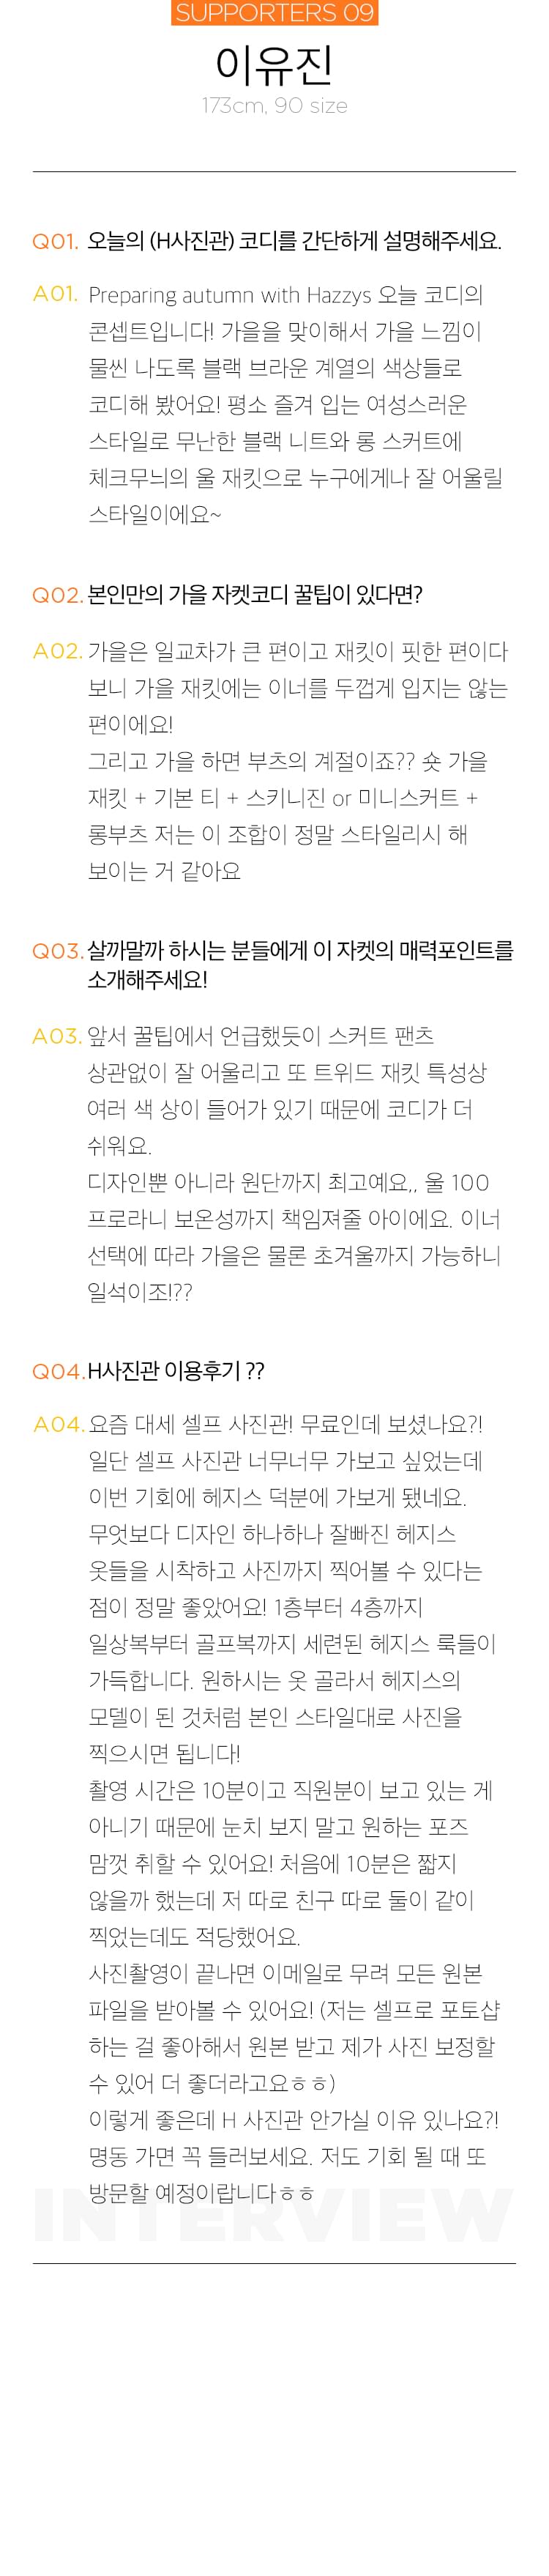 SUPPORTERS 09
이유진
173cm, 90 size
Q01. 오늘의 (H사진관) 코디를 간단하게 설명해주세요.
A01. Preparing autumn with Hazzys 오늘 코디의
콘셉트입니다! 가을을 맞이해서 가을 느낌이
물씬 나도록 블랙 브라운 계열의 색상들로
코디해 봤어요! 평소 즐겨 입는 여성스러운
스타일로 무난한 블랙 니트와 롱 스커트에
체크무늬의 울 재킷으로 누구에게나 잘 어울릴
스타일이에요~
Q02. 본인만의 가을 자켓코디 꿀팁이 있다면?
A02. 가을은 일교차가 큰 편이고 재킷이 핏한 편이다
보니 가을 재킷에는 이너를 두껍게 입지는 않는
편이에요!
그리고 가을 하면 부츠의 계절이죠?? 숏 가을
재킷 + 기본 티 + 스키니진 or 미니스커트 +
롱부츠 저는 이 조합이 정말 스타일리시 해
보이는 거 같아요
Q03. 살까말까 하시는 분들에게 이 자켓의 매력포인트를
소개해주세요!
A03. 앞서 꿀팁에서 언급했듯이 스커트 팬츠
상관없이 잘 어울리고 또 트위드 재킷 특성상
여러 색 상이 들어가 있기 때문에 코디가 더
쉬워요.
디자인뿐 아니라 원단까지 최고예요,, 울 100
프로라니 보온성까지 책임져줄 아이에요. 이너
선택에 따라 가을은 물론 초겨울까지 가능하니
일석이조!??
Q04. H사진관 이용후기 ??
A04. 요즘 대세 셀프 사진관! 무료인데 보셨나요?!
일단 셀프 사진관 너무너무 가보고 싶었는데
이번 기회에 헤지스 덕분에 가보게 됐네요.
무엇보다 디자인 하나하나 잘빠진 헤지스
옷들을 시착하고 사진까지 찍어볼 수 있다는
점이 정말 좋았어요! 1층부터 4층까지
일상복부터 골프복까지 세련된 헤지스 룩들이
가득합니다. 원하시는 옷 골라서 헤지스의
모델이 된 것처럼 본인 스타일대로 사진을
찍으시면 됩니다!
촬영 시간은 10분이고 직원분이 보고 있는 게
아니기 때문에 눈치 보지 말고 원하는 포즈
맘껏 취할 수 있어요! 처음에 10분은 짧지
않을까 했는데 저 따로 친구 따로 둘이 같이
찍었는데도 적당했어요.
사진촬영이 끝나면 이메일로 무려 모든 원본
파일을 받아볼 수 있어요! (저는 셀프로 포토샵
하는 걸 좋아해서 원본 받고 제가 사진 보정할
수 있어 더 좋더라고요ㅎㅎ)
이렇게 좋은데 H 사진관 안가실 이유 있나요?!
명동 가면 꼭 들러보세요. 저도 기회 될 때 또
방문할 예정이랍니다ㅎㅎ
INTERVIEW